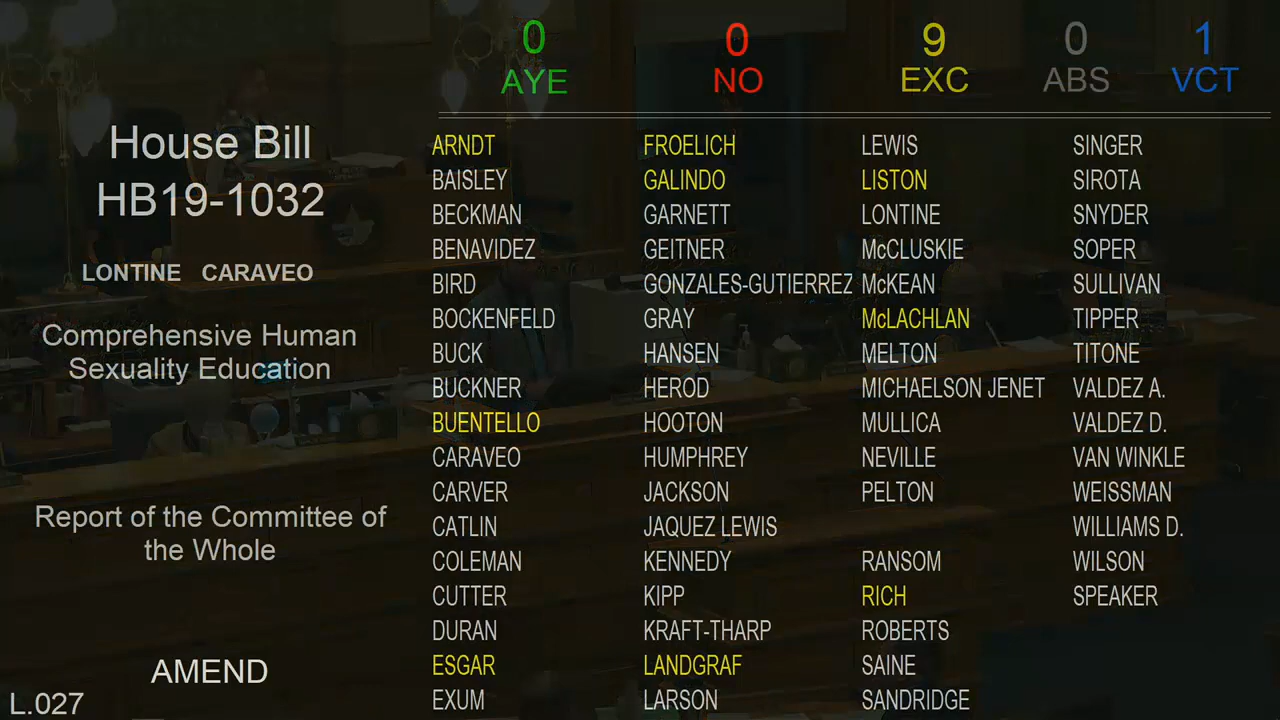 0 0 9 0 1
AYE NO EXC ABS VCT
House Bill
HB19-1032
LONTINE CARAVEO
Comprehensive Human
Sexuality Education
Report of the Committee of
the Whole
AMEND
L.027
ARNDT
BAISLEY
BECKMAN
BENAVIDEZ
BIRD
BOCKENFELD
BUCK
BUCKNER
BUENTELLO
CARAVEO
CARVER
CATLIN
COLEMAN
CUTTER
DURAN
ESGAR
EXUM
FROELICH
GALINDO
GARNETT
GEITNER
GONZALES-GUTIERREZ
GRAY
HANSEN
HEROD
HOOTON
HUMPHREY
JACKSON
JAQUEZ LEWIS
KENNEDY
KIPP
KRAFT-THARP
LANDGRAF
LARSON
LEWIS
LISTON
LONTINE
McCLUSKIE
McKEAN
McLACHLAN
MELTON
MICHAELSON JENET
MULLICA
NEVILLE
PELTON
RANSOM
RICH
ROBERTS
SAINE
SANDRIDGE
SINGER
SIROTA
SNYDER
SOPER
SULLIVAN
TIPPER
TITONE
VALDEZ A.
VALDEZ D.
VAN WINKLE
WEISSMAN
WILLIAMS D.
WILSON
SPEAKER